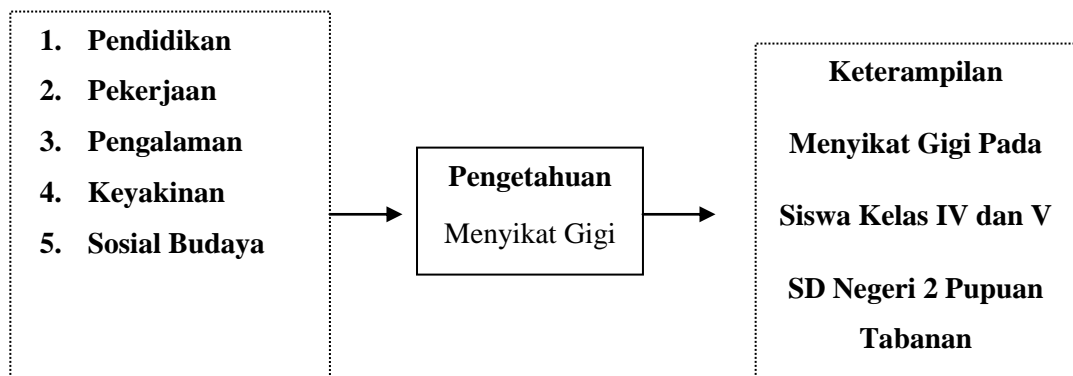 1. Pendidikan
2. Pekerjaan
3. Pengalaman
4. Keyakinan
5. Sosial Budaya
Pengetahuan
Menyikat Gigi
Keterampilan
Menyikat Gigi Pada
Siswa Kelas IV dan V
SD Negeri 2 Pupuan
Tabanan